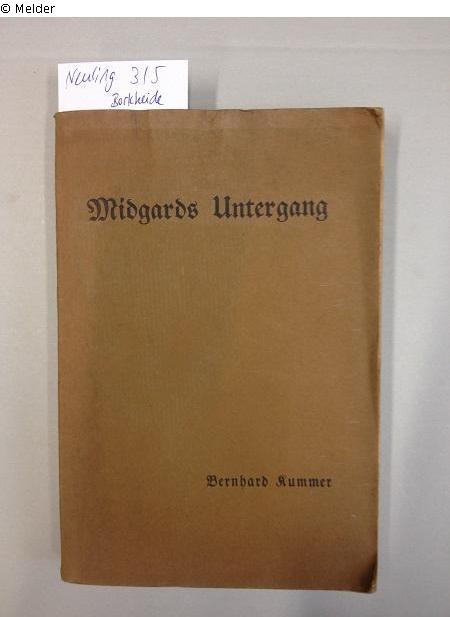 © Melder
Neuling 315
Borkheide
Midgards Untergang
Bernhard Kummer